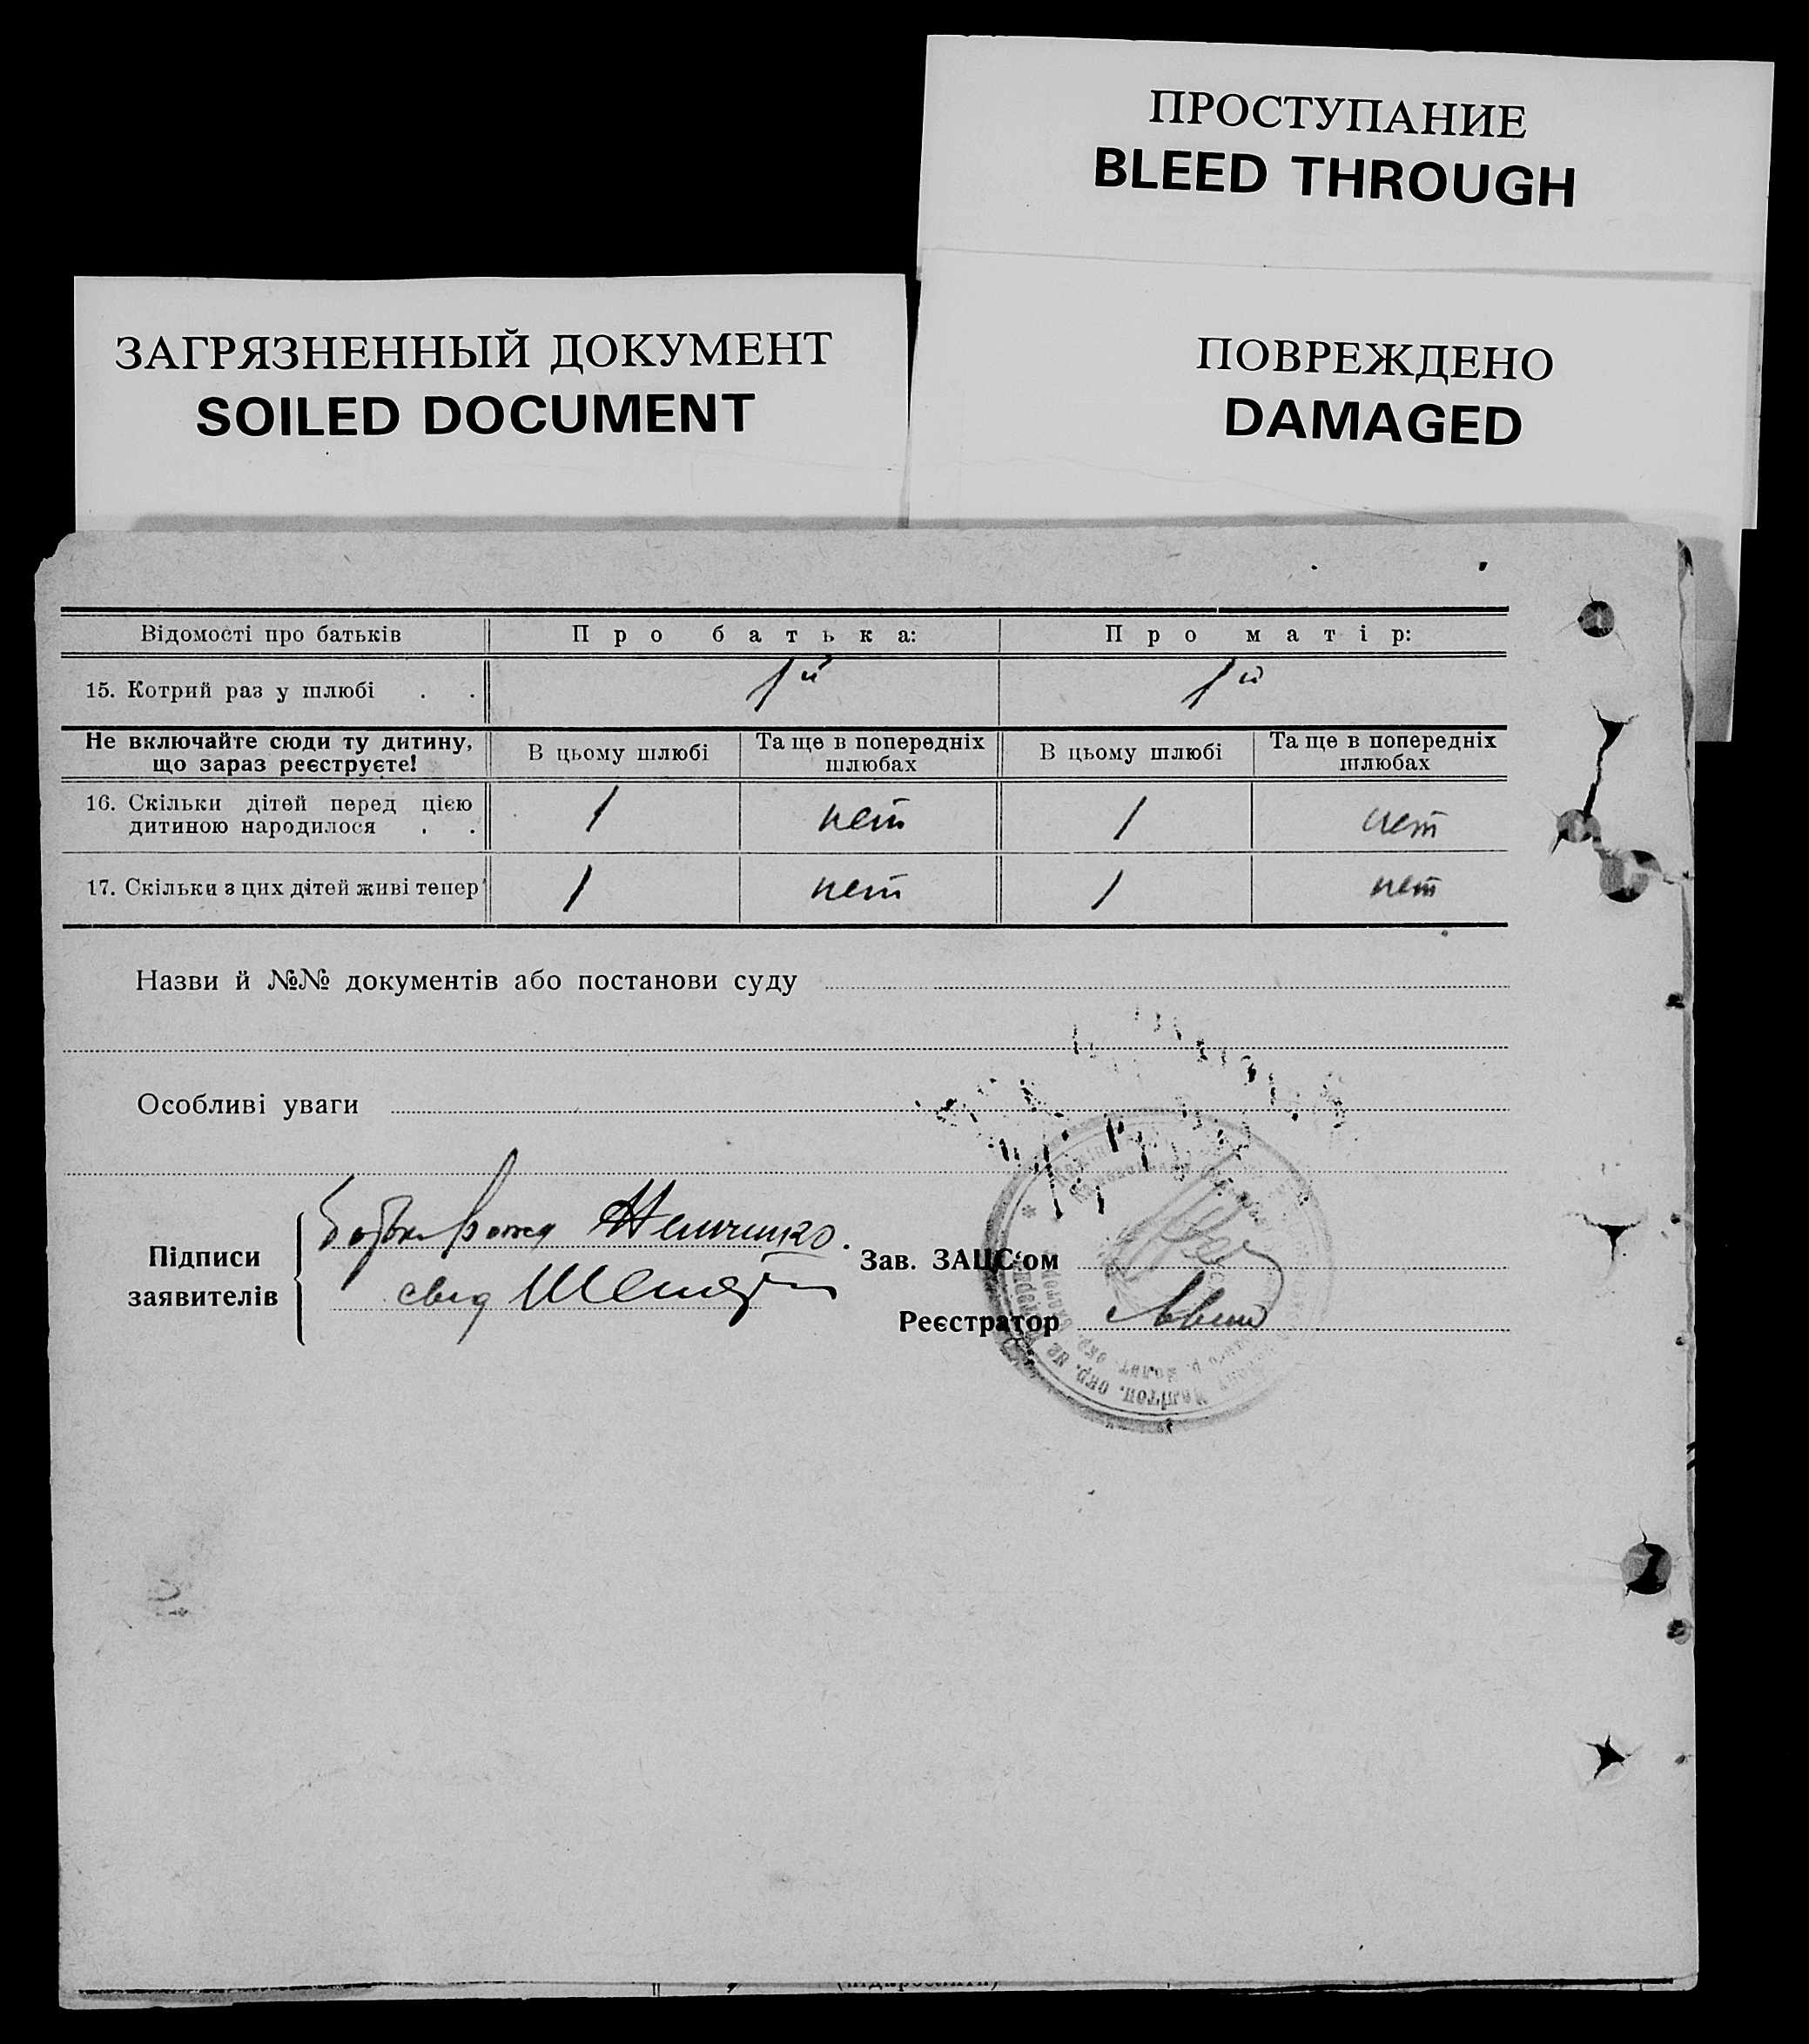 ПРОСТУПАНИЕ
BLEED THROUGH
ЗАГРЯЗНЕННЫЙ ДОКУМЕНТ
SOILED DOCUMENT
ПОВРЕЖДЕНО
DAMAGED
Відомості про батьків Про батька: Про матір:
15. Котрий раз у шлюбі . . 1й 1й
Не включайте сюди ту дитину, що зараз реєструєте! В цьому шлюбі Та ще в попередніх шлюбах В цьому шлюбі Та ще в попередніх шлюбах
16. Скільки дітей перед цією дитиною народилося . . 1 нет 1 нет
17. Скільки з цих дітей живі тепер 1 нет 1 нет
Назви й №№ документів або постанови суду
Особливі уваги
Підписи заявителів
свид
Зав. ЗАЦС'ом
Реєстратор